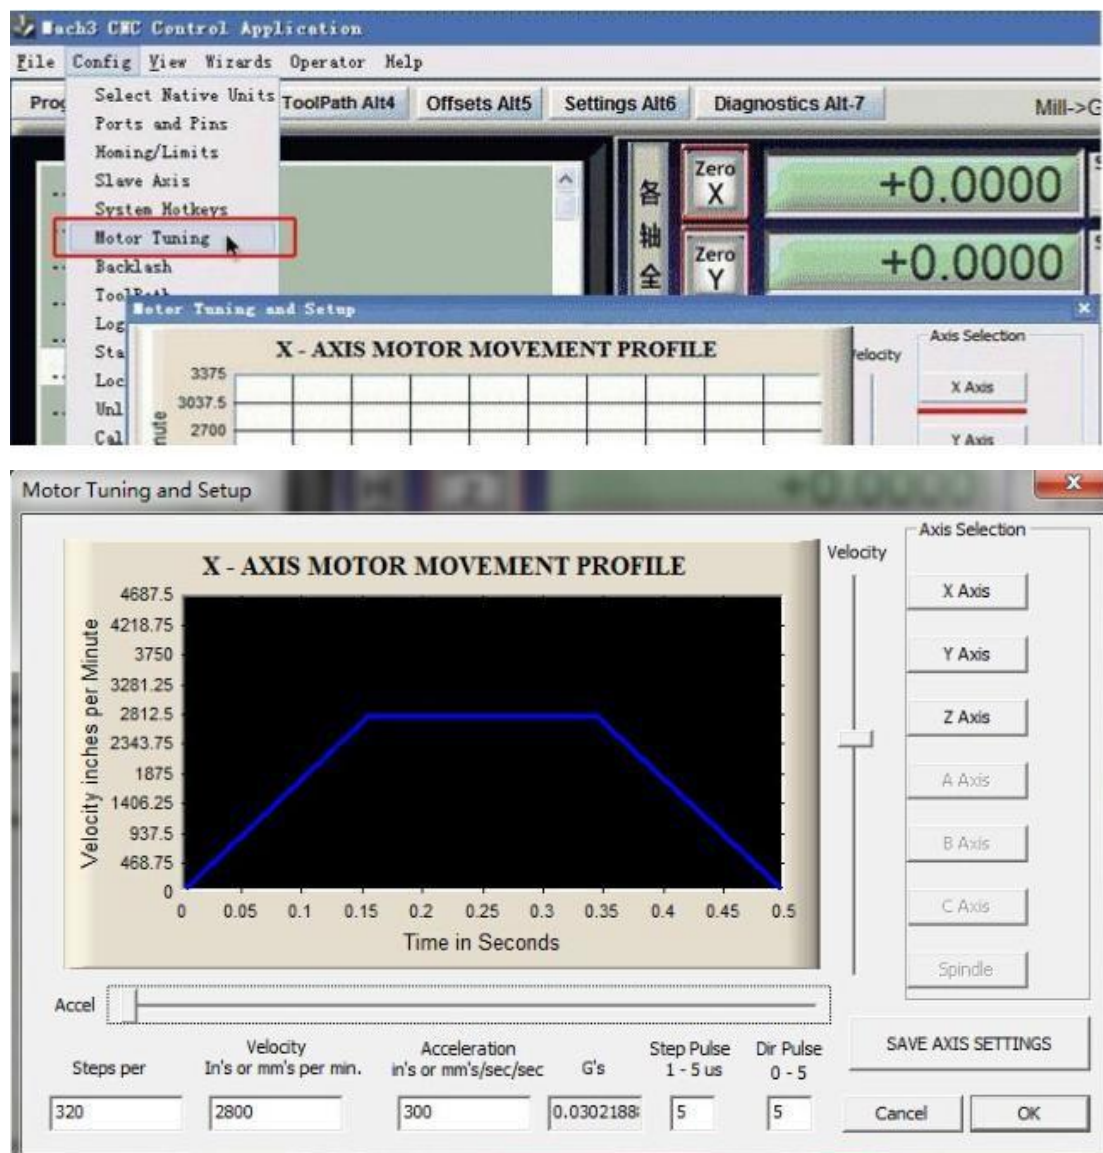 Mach3 CNC Control Application
File Config View Wizards Operator Help
Select Native Units
Ports and Pins
Homing/Limits
Slave Axis
System Hotkeys
Motor Tuning
Backlash
ToolPath
Log
Sta
Loc
Unl
Cal
Prog
ToolPath Alt4 Offsets Alt5 Settings Alt6 Diagnostics Alt-7
Mill->G
各轴全
Zero X +0.0000
Zero Y +0.0000
Motor Tuning and Setup
X - AXIS MOTOR MOVEMENT PROFILE
3375
3037.5
2700
inute
Velocity
Axis Selection
X Axis
Y Axis
Motor Tuning and Setup
X
X - AXIS MOTOR MOVEMENT PROFILE
Velocity inches per Minute
4687.5
4218.75
3750
3281.25
2812.5
2343.75
1875
1406.25
937.5
468.75
0
0 0.05 0.1 0.15 0.2 0.25 0.3 0.35 0.4 0.45 0.5
Time in Seconds
Velocity
Axis Selection
X Axis
Y Axis
Z Axis
A Axis
B Axis
C Axis
Spindle
Accel
Steps per
Velocity
In's or mm's per min.
Acceleration
in's or mm's/sec/sec
G's
Step Pulse
1 - 5 us
Dir Pulse
0 - 5
320 2800 300 0.0302188 5 5
SAVE AXIS SETTINGS
Cancel OK